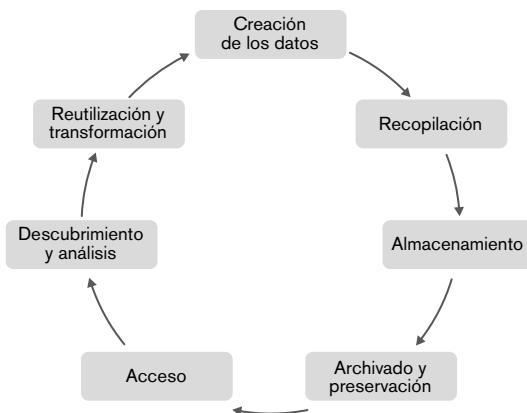 Creación
de los datos
Recopilación
Almacenamiento
Archivado y
preservación
Acceso
Descubrimiento
y análisis
Reutilización y
transformación